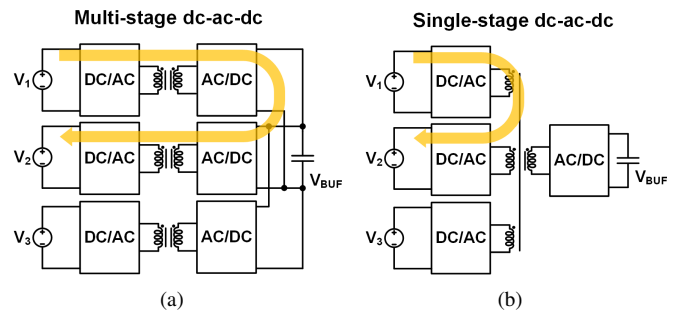 Multi-stage dc-ac-dc
Single-stage dc-ac-dc
V1
DC/AC
AC/DC
V2
DC/AC
AC/DC
VBUF
V3
DC/AC
AC/DC
V1
DC/AC
V2
DC/AC
AC/DC
VBUF
V3
DC/AC
(a)
(b)